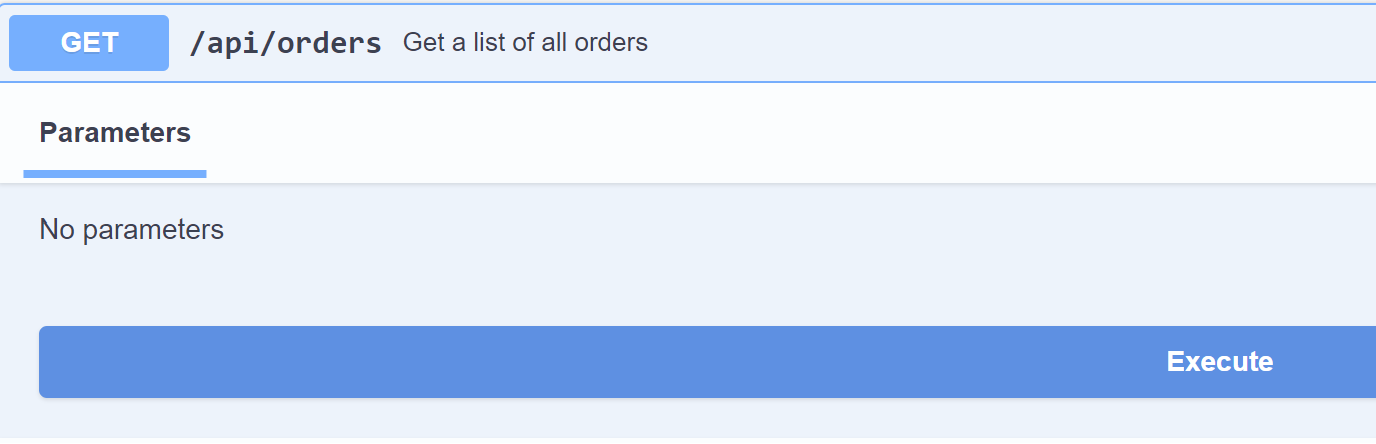 GET /api/orders Get a list of all orders
Parameters
No parameters
Execute